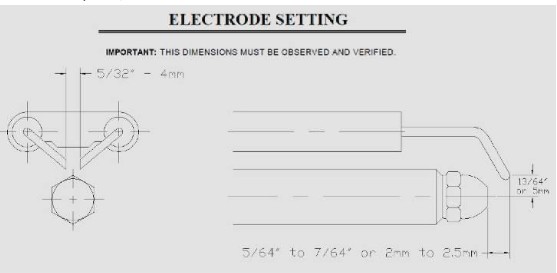 ELECTRODE SETTING
IMPORTANT: THIS DIMENSIONS MUST BE OBSERVED AND VERIFIED.
5/32" - 4mm
13/64"
or 5mm
5/64" to 7/64" or 2mm to 2.5mm